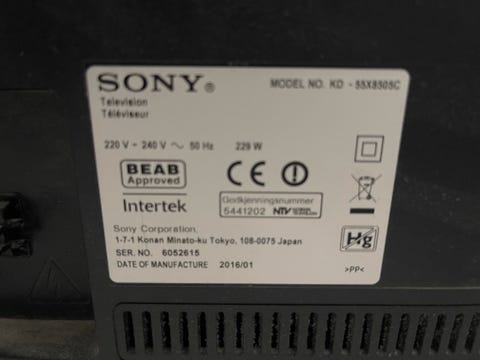 SONY®
MODEL NO. KD - 55X8505C
Television
Téléviseur
220 V - 240 V ~ 50 Hz 229 W
BEAB
Approved
CE
Intertek
Godkjenningsnummer
5441202 NTV
Sony Corporation
1-7-1 Konan Minato-ku Tokyo, 108-0075 Japan
SER. NO. 6052615
DATE OF MANUFACTURE 2016/01
Hg
>PP<